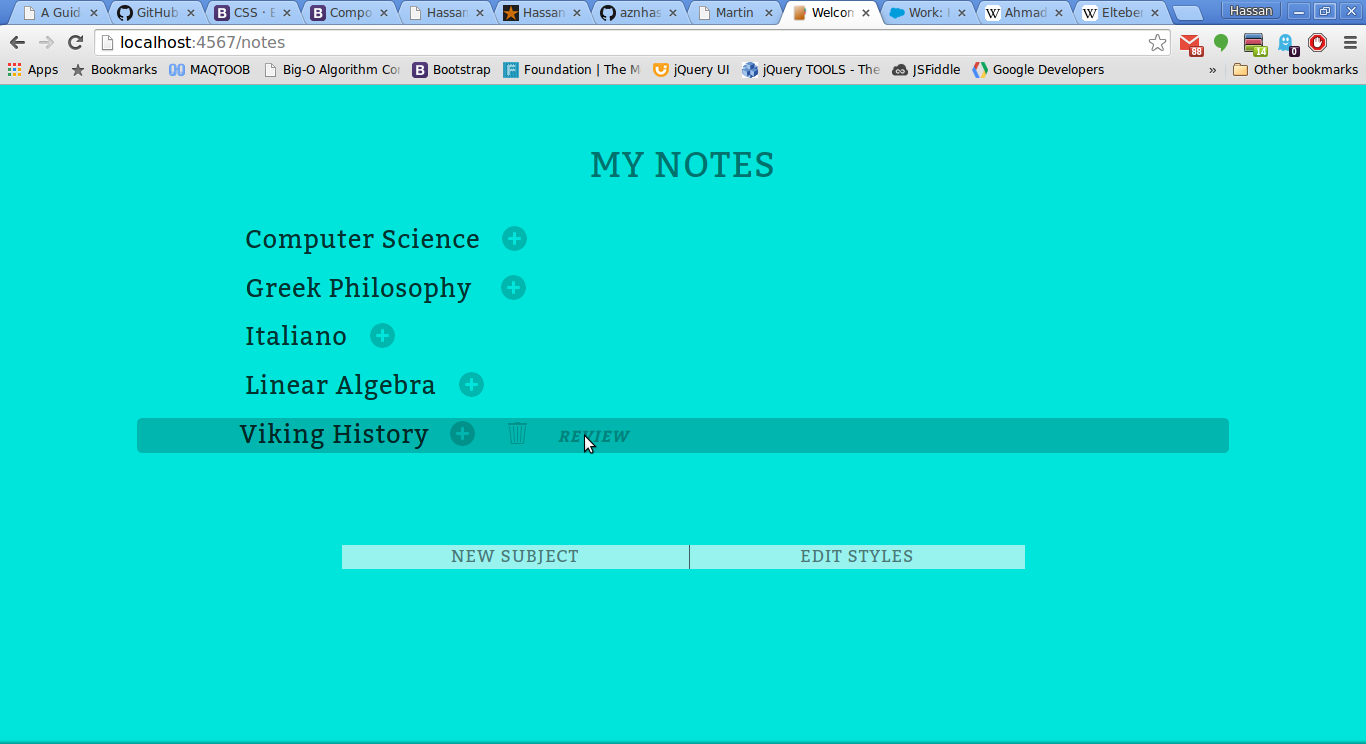 A Guid GitHub CSS · B Compo Hassan Hassan aznhas Martin Welcon Work: Ahmad Elteber Hassan
localhost:4567/notes 88 14 0
Apps Bookmarks MAQTOOB Big-O Algorithm Co Bootstrap Foundation | The M jQuery UI jQuery TOOLS - The JSFiddle Google Developers » Other bookmarks
MY NOTES
Computer Science
Greek Philosophy
Italiano
Linear Algebra
Viking History REVIEW
NEW SUBJECT EDIT STYLES